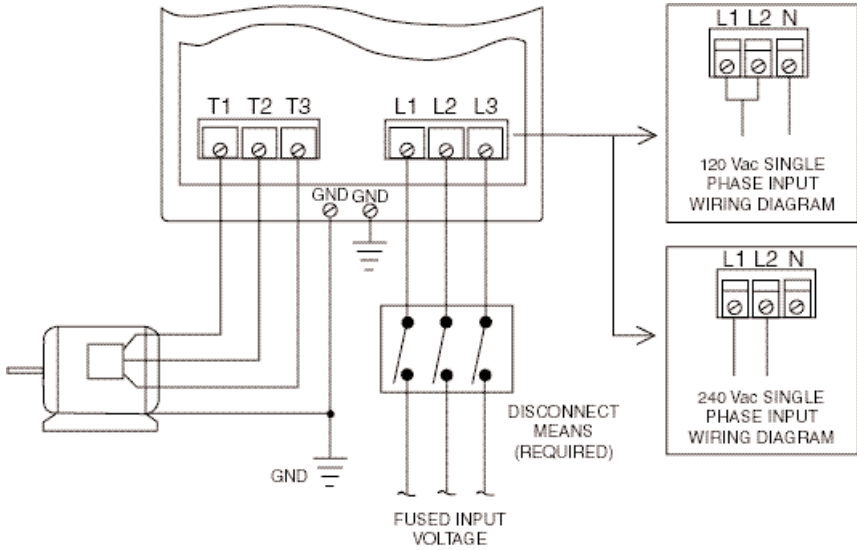 T1 T2 T3
L1 L2 L3
GND GND
GND
DISCONNECT
MEANS
(REQUIRED)
FUSED INPUT
VOLTAGE
L1 L2 N
120 Vac SINGLE
PHASE INPUT
WIRING DIAGRAM
L1 L2 N
240 Vac SINGLE
PHASE INPUT
WIRING DIAGRAM